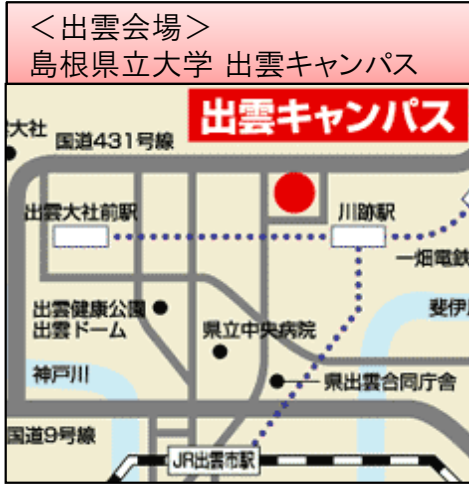 ＜出雲会場＞
島根県立大学 出雲キャンパス
出雲キャンパス
大社
国道431号線
出雲大社前駅
川跡駅
一畑電鉄
出雲健康公園
出雲ドーム
斐伊
県立中央病院
神戸川
県出雲合同庁舎
国道9号線
JR出雲市駅